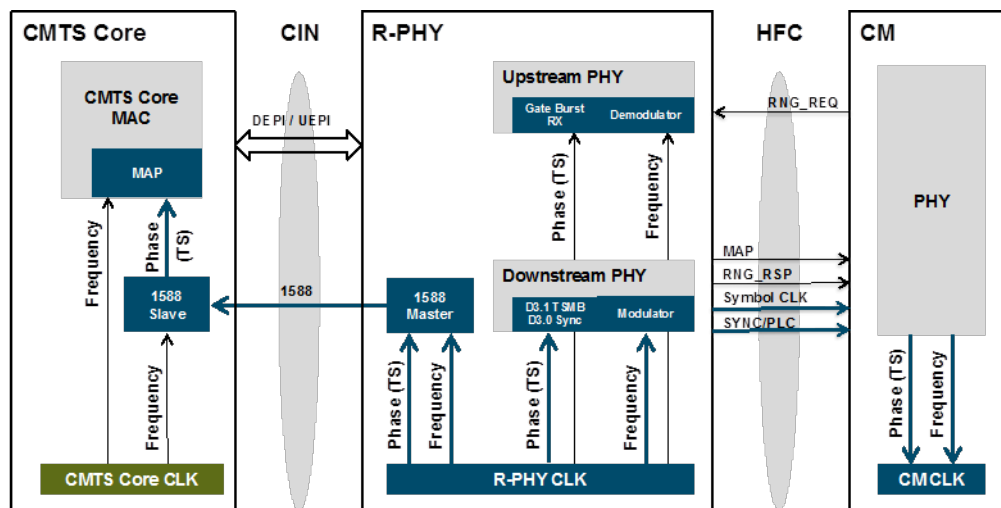 CMTS Core
CIN
R-PHY
HFC
CM
CMTS Core
MAC
MAP
Frequency
Phase
(TS)
1588
Slave
Frequency
CMTS Core CLK
DEPI / UEPI
1588
1588
Master
Phase (TS)
Frequency
Upstream PHY
Gate Burst
RX
Demodulator
Phase (TS)
Frequency
Downstream PHY
D3.1 TSMB
D3.0 Sync
Modulator
Phase (TS)
Frequency
R-PHY CLK
RNG_REQ
MAP
RNG_RSP
Symbol CLK
SYNC/PLC
PHY
Phase (TS)
Frequency
CMCLK